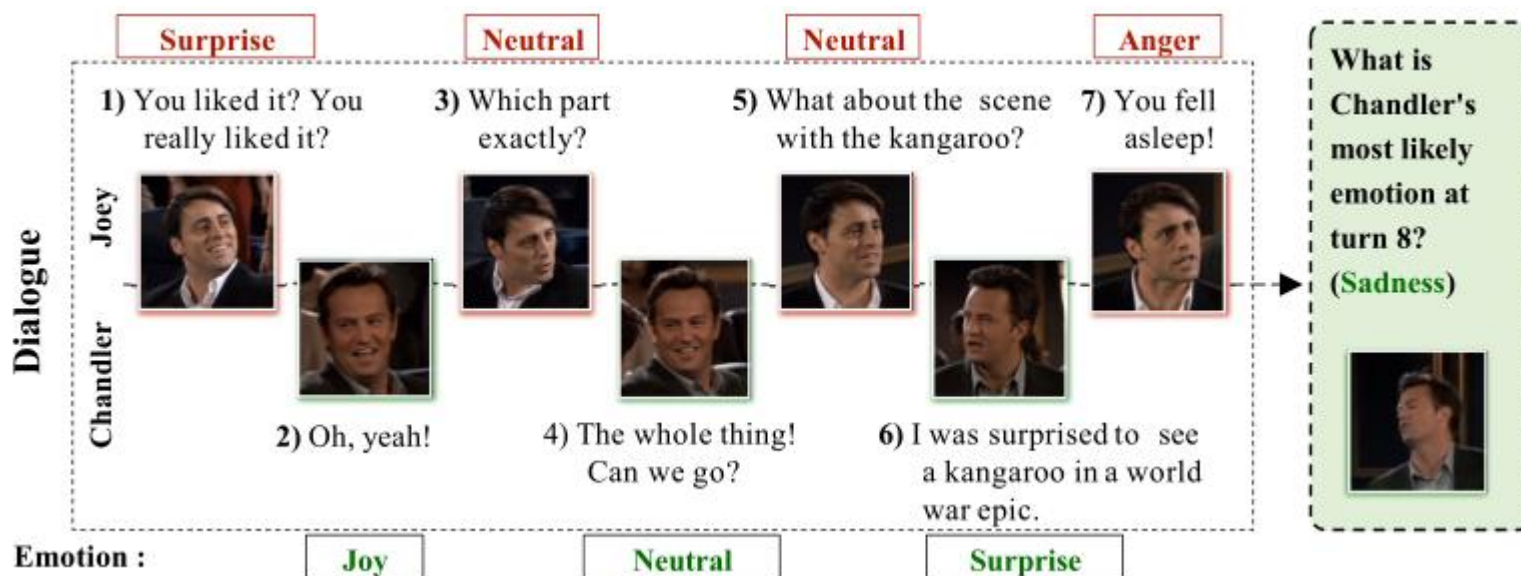 Surprise
Neutral
Neutral
Anger
1) You liked it? You
really liked it?
3) Which part
exactly?
5) What about the scene
with the kangaroo?
7) You fell
asleep!
Dialogue
Joey
Chandler
2) Oh, yeah!
4) The whole thing!
Can we go?
6) I was surprised to see
a kangaroo in a world
war epic.
Emotion :
Joy
Neutral
Surprise
What is
Chandler's
most likely
emotion at
turn 8?
(Sadness)